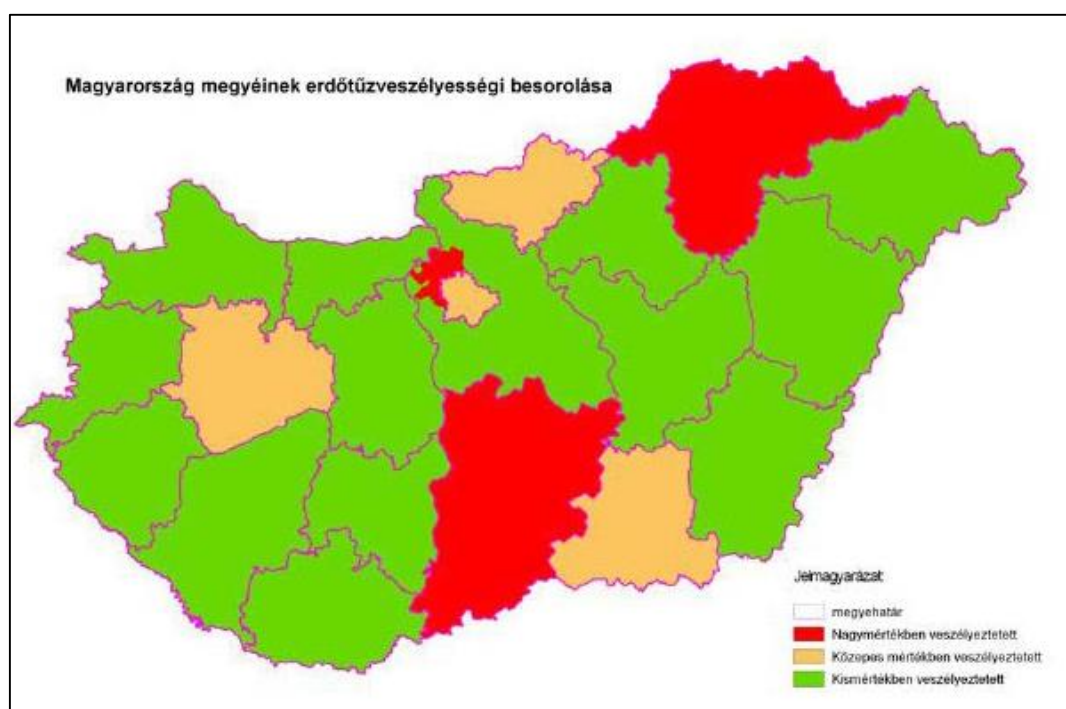 Magyarország megyéinek erdőtűzveszélyességi besorolása
Jelmagyarázat
megyehatár
Nagymértékben veszélyeztetett
Közepes mértékben veszélyeztetett
Kismértékben veszélyeztetett